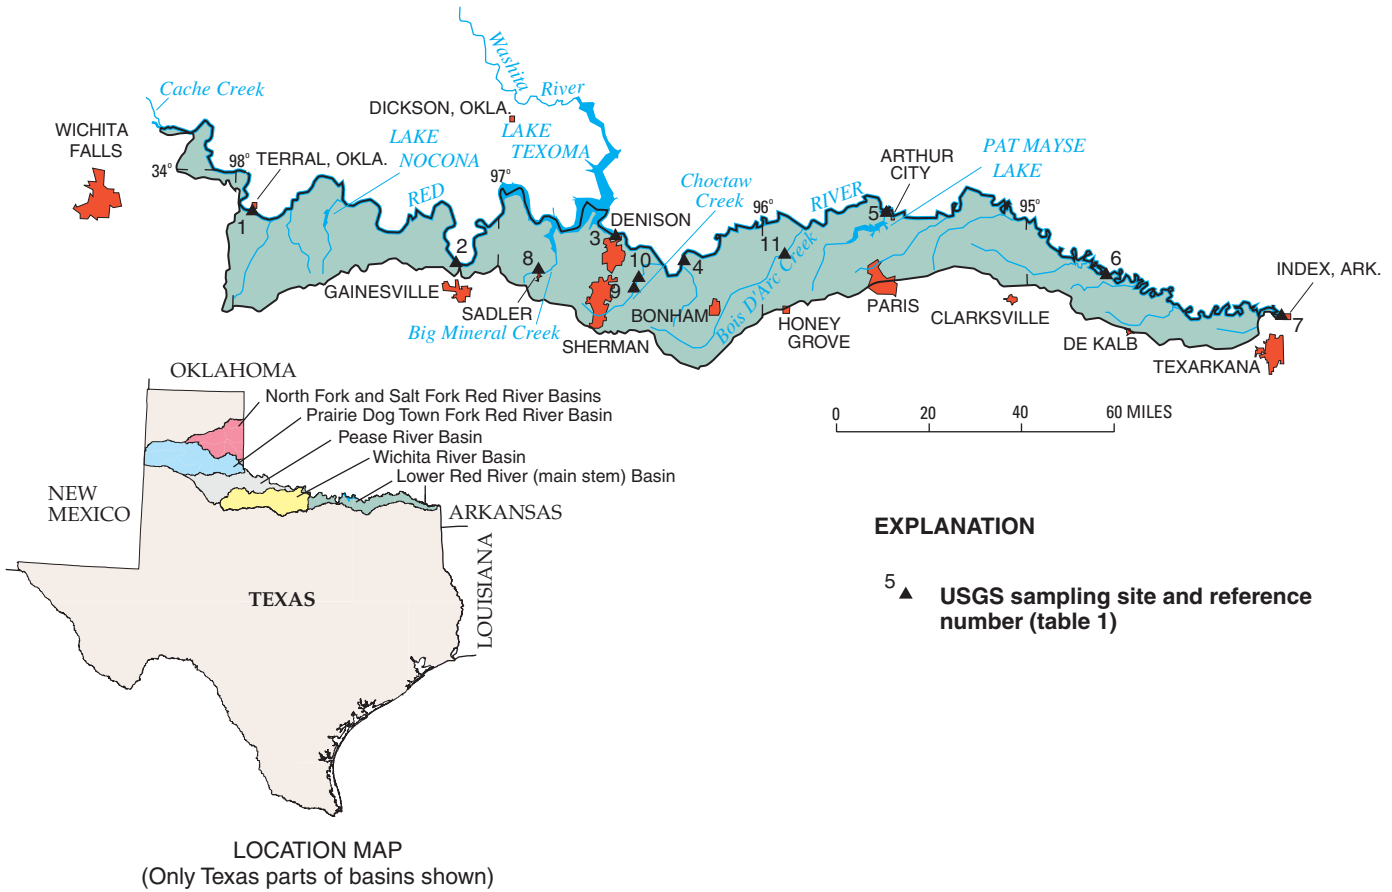 Washita
River
Cache Creek
DICKSON, OKLA.
WICHITA
FALLS
LAKE
NOCONA
LAKE
TEXOMA
PAT MAYSE
LAKE
ARTHUR
CITY
34°
98°
TERRAL, OKLA.
97°
Choctaw
Creek
RED
RIVER
96°
95°
1
2
3
DENISON
4
5
6
7
8
9
10
11
INDEX, ARK.
GAINESVILLE
SADLER
Big Mineral Creek
SHERMAN
BONHAM
Bois D'Arc Creek
HONEY
GROVE
PARIS
CLARKSVILLE
DE KALB
TEXARKANA
0 20 40 60 MILES
OKLAHOMA
North Fork and Salt Fork Red River Basins
Prairie Dog Town Fork Red River Basin
Pease River Basin
Wichita River Basin
Lower Red River (main stem) Basin
NEW
MEXICO
ARKANSAS
LOUISIANA
TEXAS
LOCATION MAP
(Only Texas parts of basins shown)
EXPLANATION
5
USGS sampling site and reference
number (table 1)